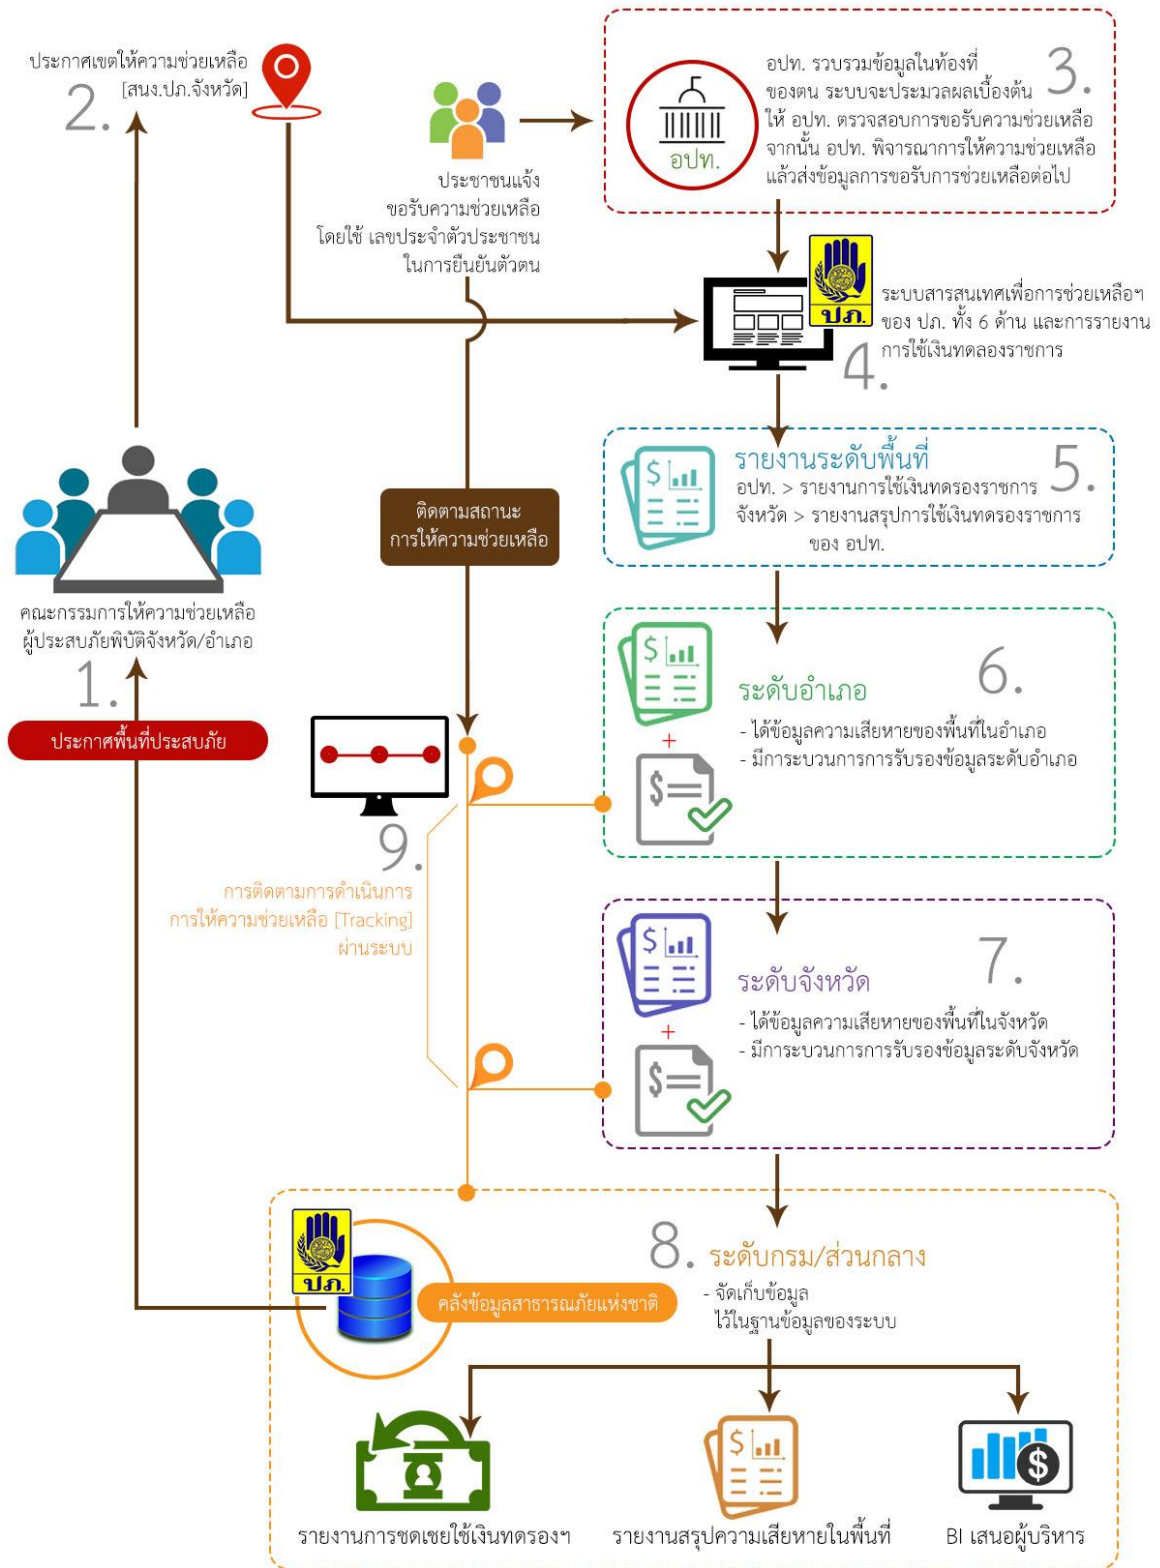 ประกาศเขตให้ความช่วยเหลือ
[สนง.ปภ.จังหวัด]
2.
ประชาชนแจ้ง
ขอรับความช่วยเหลือ
โดยใช้ เลขประจำตัวประชาชน
ในการยืนยันตัวตน
อปท.
3.
อปท. รวบรวมข้อมูลในท้องที่
ของตน ระบบจะประมวลผลเบื้องต้น
ให้ อปท. ตรวจสอบการขอรับความช่วยเหลือ
จากนั้น อปท. พิจารณาการให้ความช่วยเหลือ
แล้วส่งข้อมูลการขอรับการช่วยเหลือต่อไป
ปภ.
4.
ระบบสารสนเทศเพื่อการช่วยเหลือฯ
ของ ปภ. ทั้ง 6 ด้าน และการรายงาน
การใช้เงินทดลองราชการ
รายงานระดับพื้นที่
5.
อปท. > รายงานการใช้เงินทดรองราชการ
จังหวัด > รายงานสรุปการใช้เงินทดรองราชการ
ของ อปท.
ติดตามสถานะ
การให้ความช่วยเหลือ
คณะกรรมการให้ความช่วยเหลือ
ผู้ประสบภัยพิบัติจังหวัด/อำเภอ
1.
ประกาศพื้นที่ประสบภัย
6.
ระดับอำเภอ
- ได้ข้อมูลความเสียหายของพื้นที่ในอำเภอ
- มีการะบวนการการรับรองข้อมูลระดับอำเภอ
$
+
$
9.
การติดตามการดำเนินการ
การให้ความช่วยเหลือ [Tracking]
ผ่านระบบ
7.
ระดับจังหวัด
- ได้ข้อมูลความเสียหายของพื้นที่ในจังหวัด
- มีการะบวนการการรับรองข้อมูลระดับจังหวัด
$
+
$
ปภ.
คลังข้อมูลสาธารณภัยแห่งชาติ
8. ระดับกรม/ส่วนกลาง
- จัดเก็บข้อมูล
ไว้ในฐานข้อมูลของระบบ
$
$
รายงานการชดเชยใช้เงินทดรองฯ
รายงานสรุปความเสียหายในพื้นที่
BI เสนอผู้บริหาร